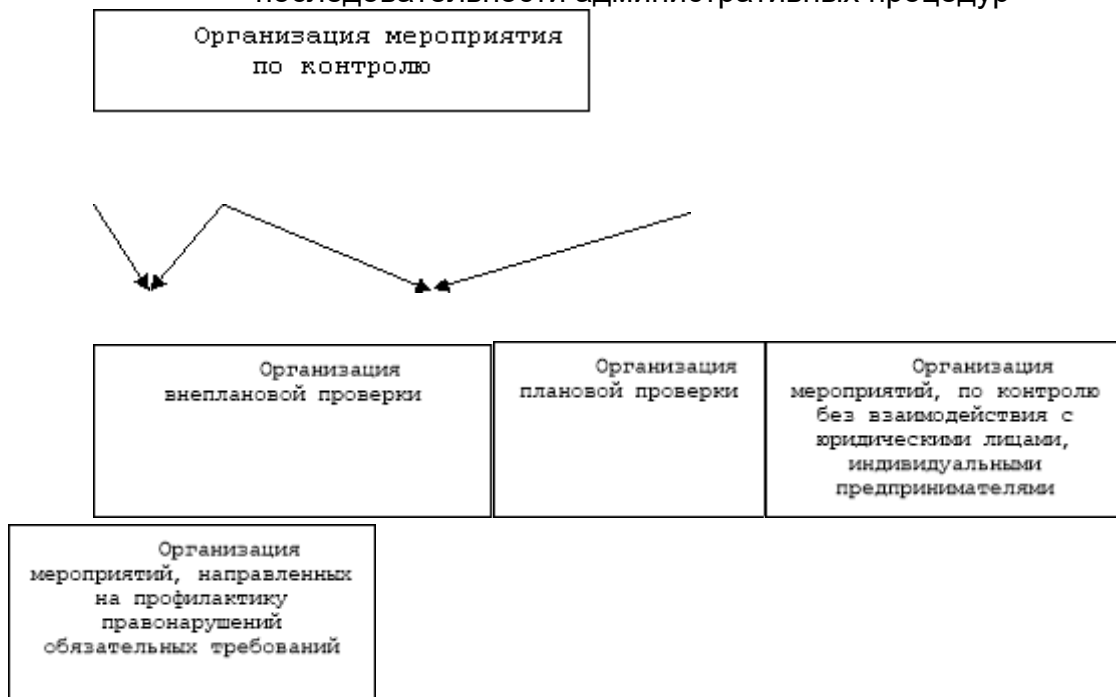 последовательности административных процедур
Организация мероприятия
по контролю
Организация
внеплановой проверки
Организация
плановой проверки
Организация
мероприятий, по контролю
без взаимодействия с
юридическими лицами,
индивидуальными
предпринимателями
Организация
мероприятий, направленных
на профилактику
правонарушений
обязательных требований